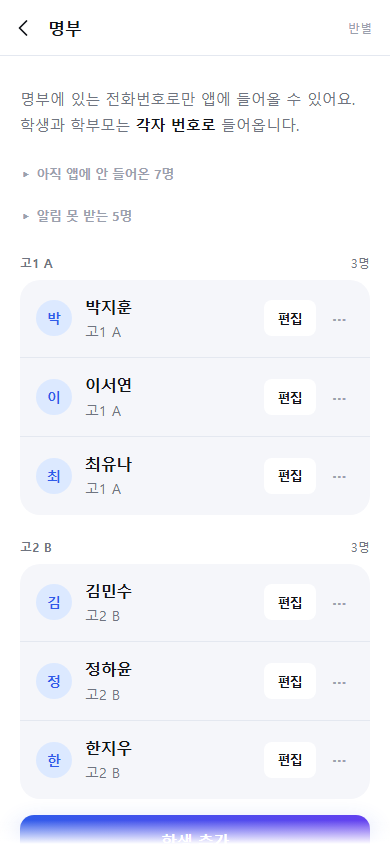 명부
반별
명부에 있는 전화번호로만 앱에 들어올 수 있어요.
학생과 학부모는 각자 번호로 들어옵니다.
▸ 아직 앱에 안 들어온 7명
▸ 알림 못 받는 5명
고1 A
3명
박
박지훈
고1 A
편집
...
이
이서연
고1 A
편집
...
최
최유나
고1 A
편집
...
고2 B
3명
김
김민수
고2 B
편집
...
정
정하윤
고2 B
편집
...
한
한지우
고2 B
편집
...
학생 추가